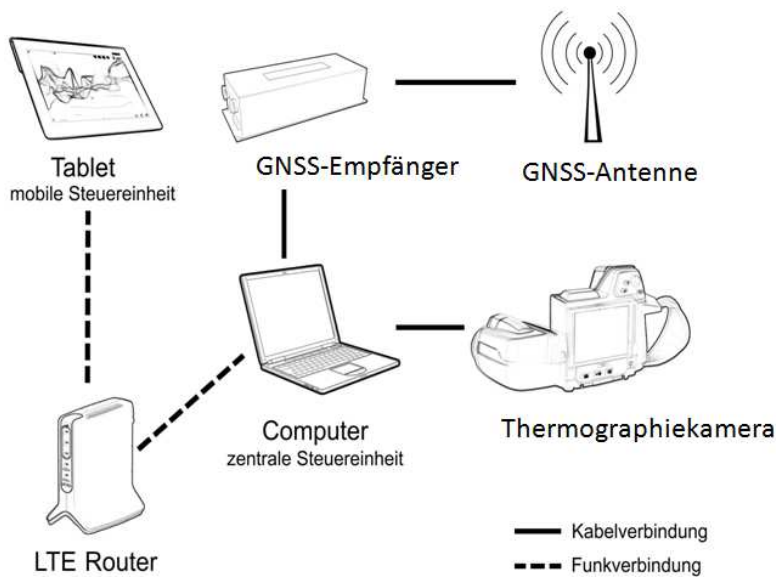 Tablet
mobile Steuereinheit
GNSS-Empfänger
GNSS-Antenne
Computer
zentrale Steuereinheit
Thermographiekamera
LTE Router
Kabelverbindung
Funkverbindung